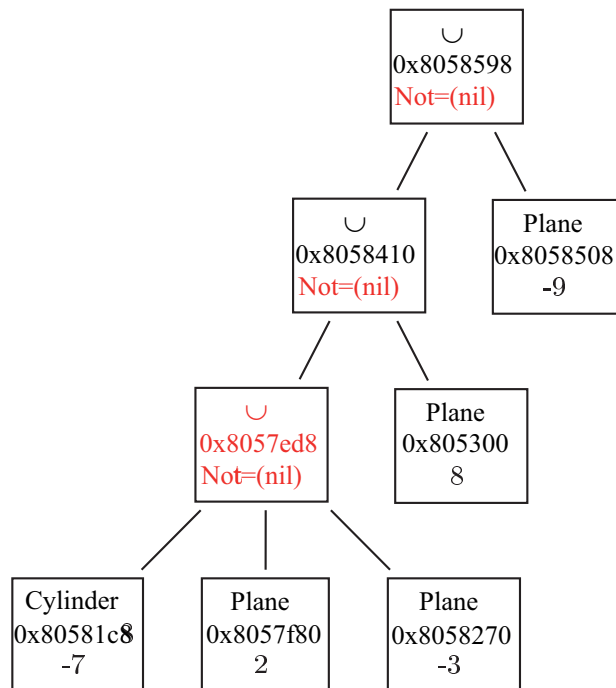 ∪
0x8058598
Not=(nil)
∪
0x8058410
Not=(nil)
Plane
0x8058508
-9
∪
0x8057ed8
Not=(nil)
Plane
0x805300
8
Cylinder
0x80581c8
-7
Plane
0x8057f80
2
Plane
0x8058270
-3